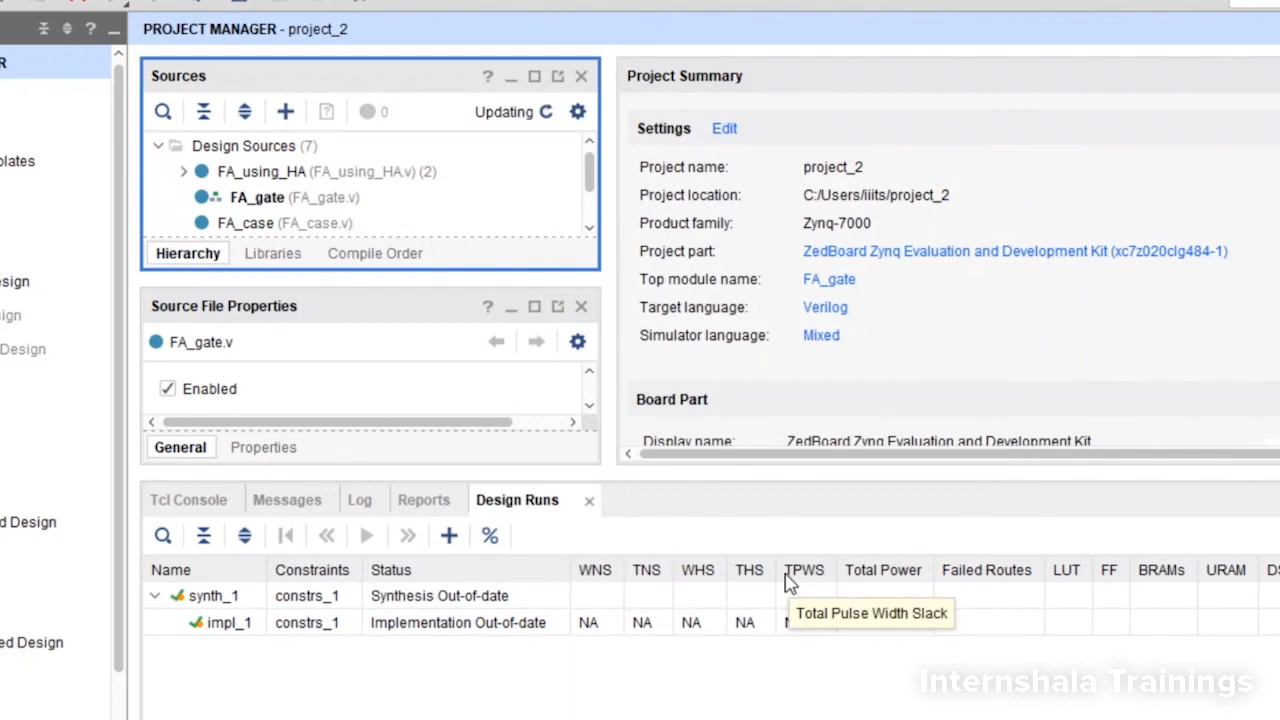 PROJECT MANAGER - project_2
R
Sources
0
Updating
Design Sources (7)
FA_using_HA (FA_using_HA.v) (2)
FA_gate (FA_gate.v)
FA_case (FA_case.v)
Hierarchy Libraries Compile Order
Source File Properties
FA_gate.v
Enabled
General Properties
Project Summary
Settings Edit
Project name: project_2
Project location: C:/Users/iiits/project_2
Product family: Zynq-7000
Project part: ZedBoard Zynq Evaluation and Development Kit (xc7z020clg484-1)
Top module name: FA_gate
Target language: Verilog
Simulator language: Mixed
Board Part
Display name: ZedBoard Zynq Evaluation and Development Kit
plates
sign
ign
Design
d Design
ed Design
Tcl Console Messages Log Reports Design Runs
Name Constraints Status WNS TNS WHS THS TPWS Total Power Failed Routes LUT FF BRAMs URAM DS
synth_1 constrs_1 Synthesis Out-of-date
impl_1 constrs_1 Implementation Out-of-date NA NA NA NA
Total Pulse Width Slack
Internshala Trainings